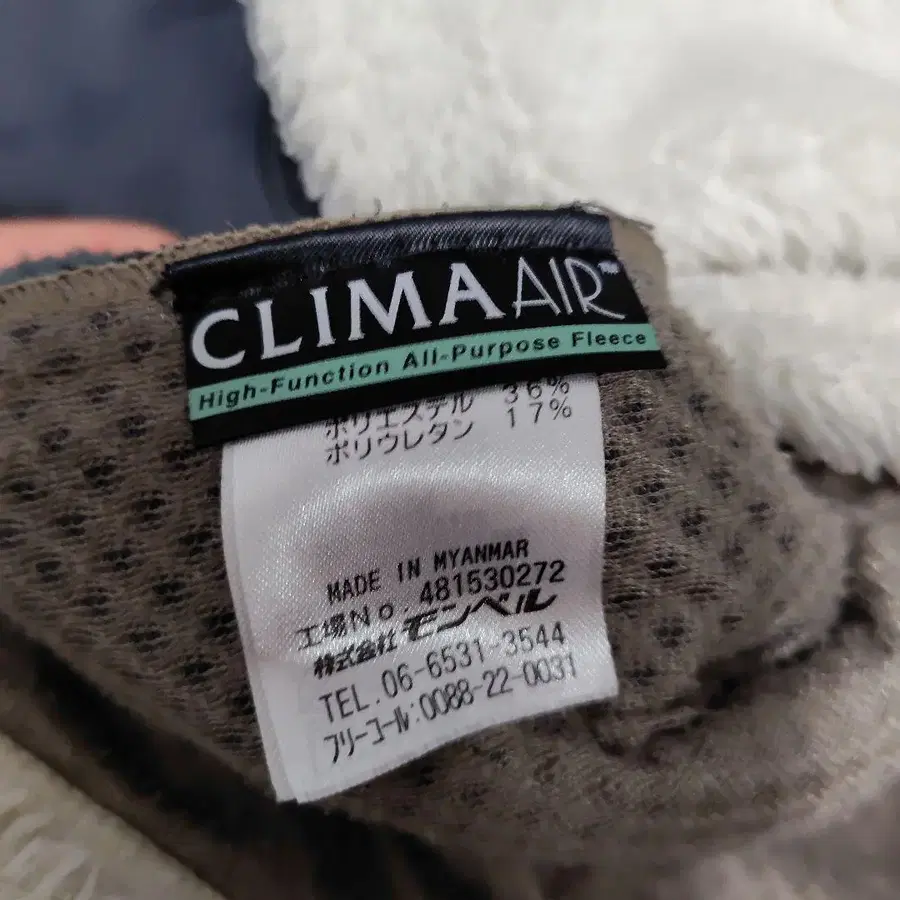 CLIMAAIR™
High-Function All-Purpose Fleece
ポリエステル 36%
ポリウレタン 17%
MADE IN MYANMAR
工場No. 481530272
株式会社モンベル
TEL. 06-6531-3544
フリーコール:0088-22-0031